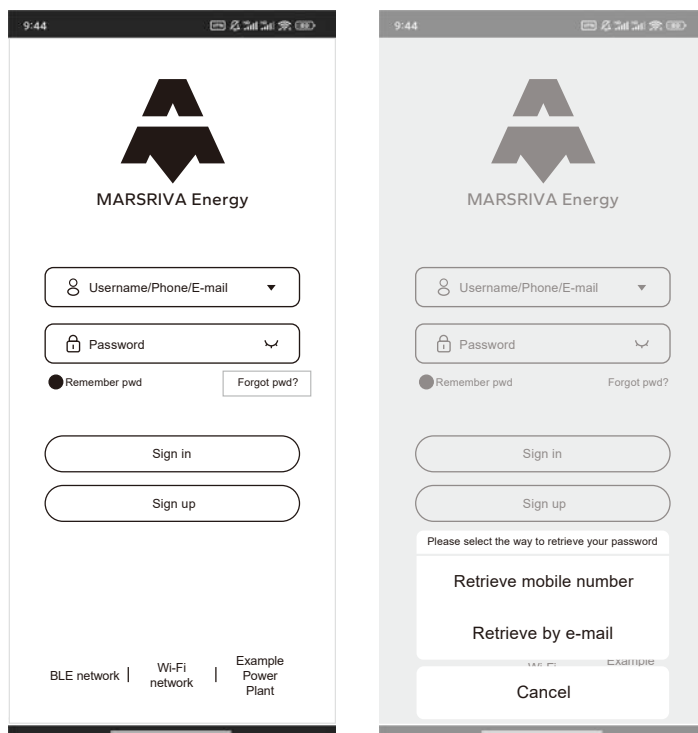 9:44
MARSRIVA Energy
Username/Phone/E-mail
Password
Remember pwd
Forgot pwd?
Sign in
Sign up
BLE network
Wi-Fi
network
Example
Power
Plant
9:44
MARSRIVA Energy
Username/Phone/E-mail
Password
Remember pwd
Forgot pwd?
Sign in
Sign up
Please select the way to retrieve your password
Retrieve mobile number
Retrieve by e-mail
Wi-Fi
Example
Cancel